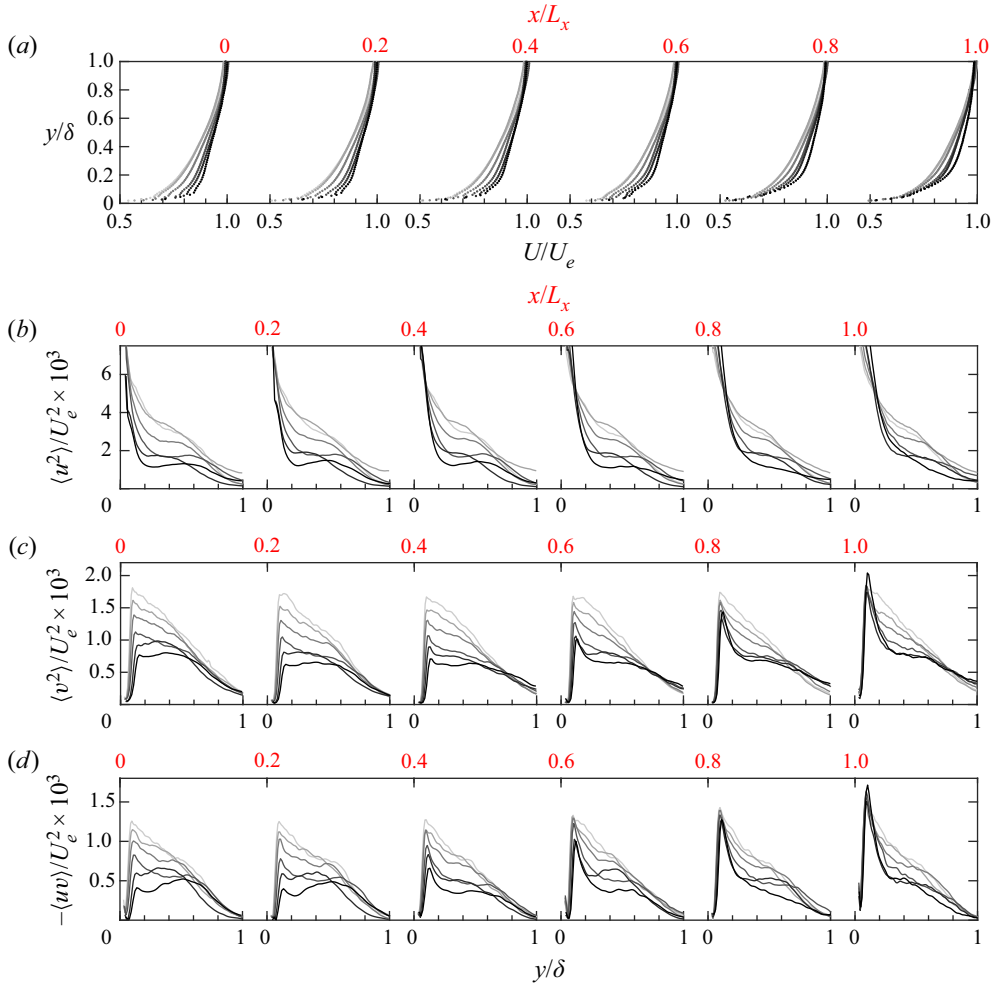 x/Lₓ
(a) 0 0.2 0.4 0.6 0.8 1.0
1.0
0.8
y/δ 0.6
0.4
0.2
0
0.5 1.0 0.5 1.0 0.5 1.0 0.5 1.0 0.5 1.0 0.5 1.0
U/Uₑ
x/Lₓ
(b) 0 0.2 0.4 0.6 0.8 1.0
⟨u²⟩/Uₑ² × 10³
6
4
2
0 1 0 1 0 1 0 1 0 1 0 1
(c) 0 0.2 0.4 0.6 0.8 1.0
⟨v²⟩/Uₑ² × 10³
2.0
1.5
1.0
0.5
0 1 0 1 0 1 0 1 0 1 0 1
(d) 0 0.2 0.4 0.6 0.8 1.0
−⟨uv⟩/Uₑ² × 10³
1.5
1.0
0.5
0 1 0 1 0 1 0 1 0 1 0 1
y/δ